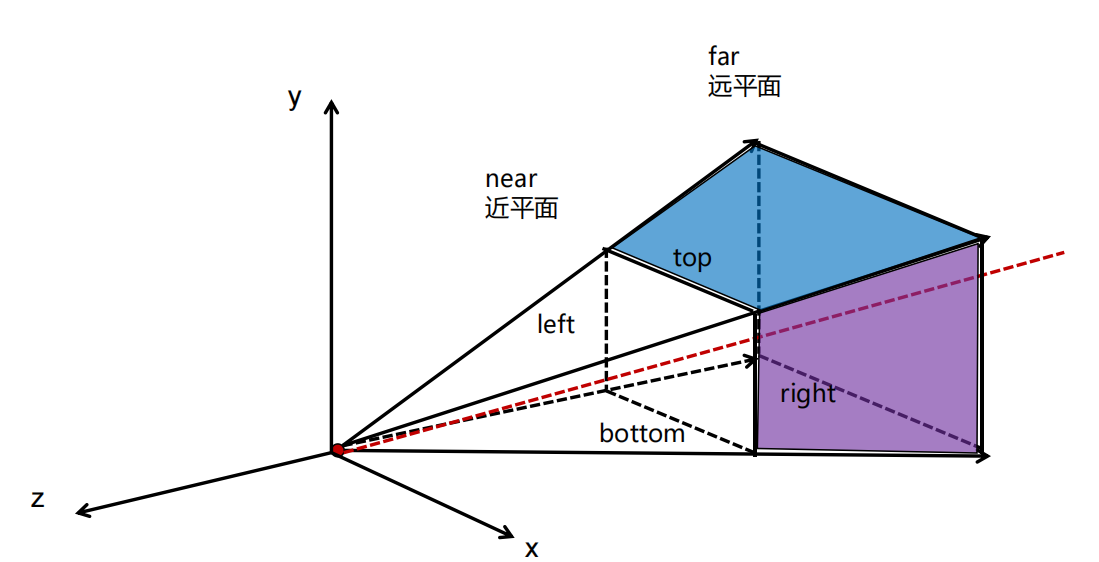 far
远平面
y
near
近平面
top
left
right
bottom
z
x